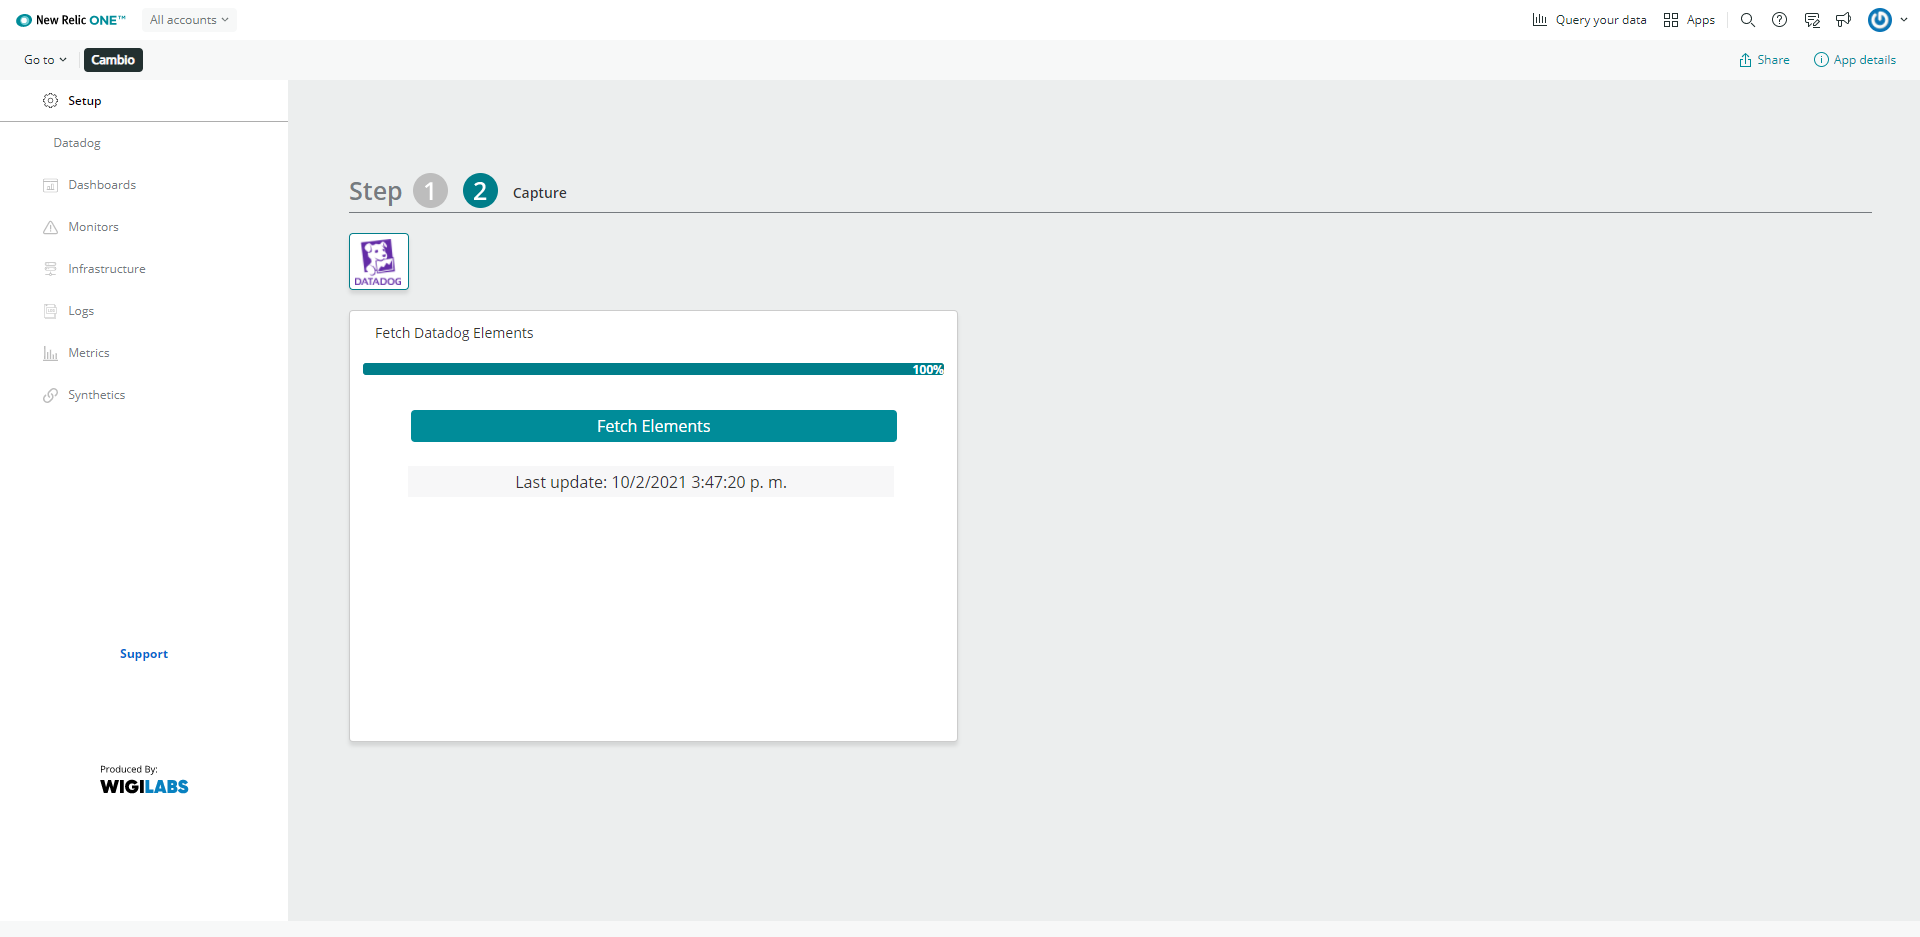 New Relic ONE™ All accounts Query your data Apps
Go to Cambio Share App details
Setup
Datadog
Dashboards
Monitors
Infrastructure
Logs
Metrics
Synthetics
Support
Produced By:
WIGILABS
Step 1 2 Capture
DATADOG
Fetch Datadog Elements
100%
Fetch Elements
Last update: 10/2/2021 3:47:20 p. m.